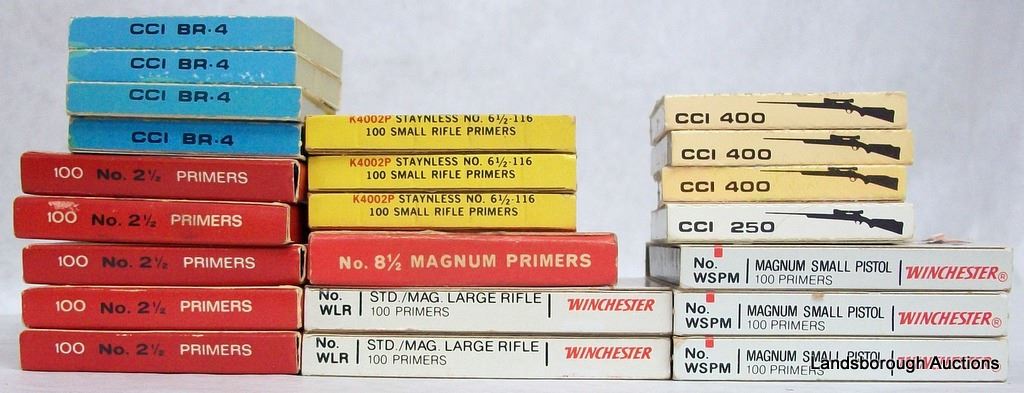 CCI BR-4
CCI BR-4
CCI BR-4
CCI BR-4
100 No. 2½ PRIMERS
100 No. 2½ PRIMERS
100 No. 2½ PRIMERS
100 No. 2½ PRIMERS
100 No. 2½ PRIMERS
K4002P STAYNLESS NO. 6½-116
100 SMALL RIFLE PRIMERS
K4002P STAYNLESS NO. 6½-116
100 SMALL RIFLE PRIMERS
K4002P STAYNLESS NO. 6½-116
100 SMALL RIFLE PRIMERS
No. 8½ MAGNUM PRIMERS
No. WLR
STD./MAG. LARGE RIFLE
100 PRIMERS
WINCHESTER
No. WLR
STD./MAG. LARGE RIFLE
100 PRIMERS
WINCHESTER
CCI 400
CCI 400
CCI 400
CCI 250
No. WSPM
MAGNUM SMALL PISTOL
100 PRIMERS
WINCHESTER®
No. WSPM
MAGNUM SMALL PISTOL
100 PRIMERS
WINCHESTER®
No. WSPM
MAGNUM SMALL PISTOL
100 PRIMERS
WINCHESTER®
Landsborough Auctions